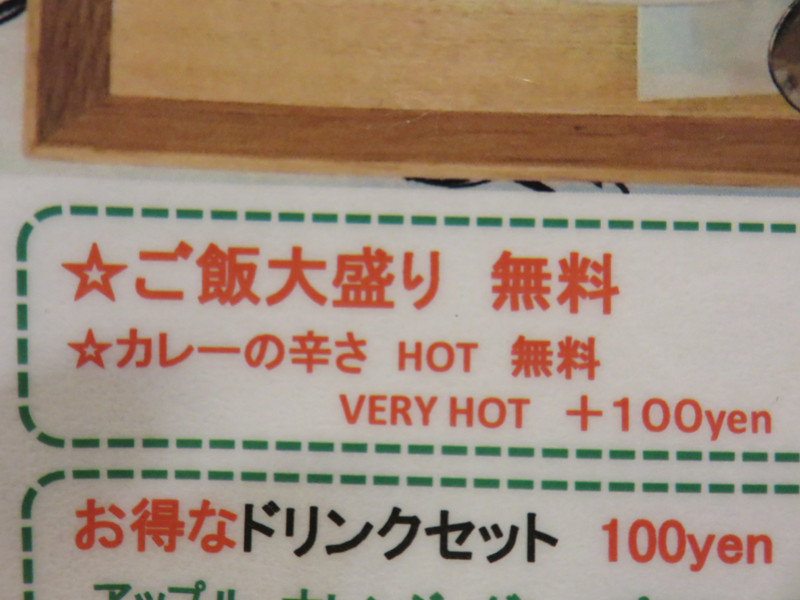 ☆ご飯大盛り 無料
☆カレーの辛さ HOT 無料
VERY HOT ＋100yen
お得なドリンクセット 100yen